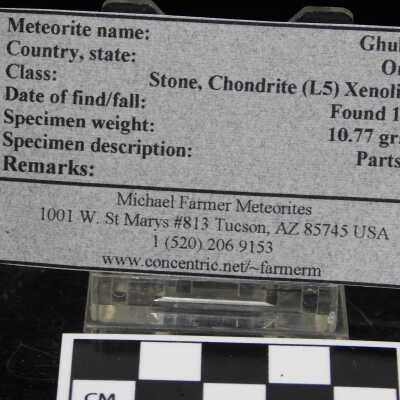 Meteorite name: Ghu
Country, state: O
Class: Stone, Chondrite (L5) Xenoli
Date of find/fall: Found 1
Specimen weight: 10.77 gr
Specimen description: Parts
Remarks:
Michael Farmer Meteorites
1001 W. St Marys #813 Tucson, AZ 85745 USA
1 (520) 206 9153
www.concentric.net/~farmerm
CM